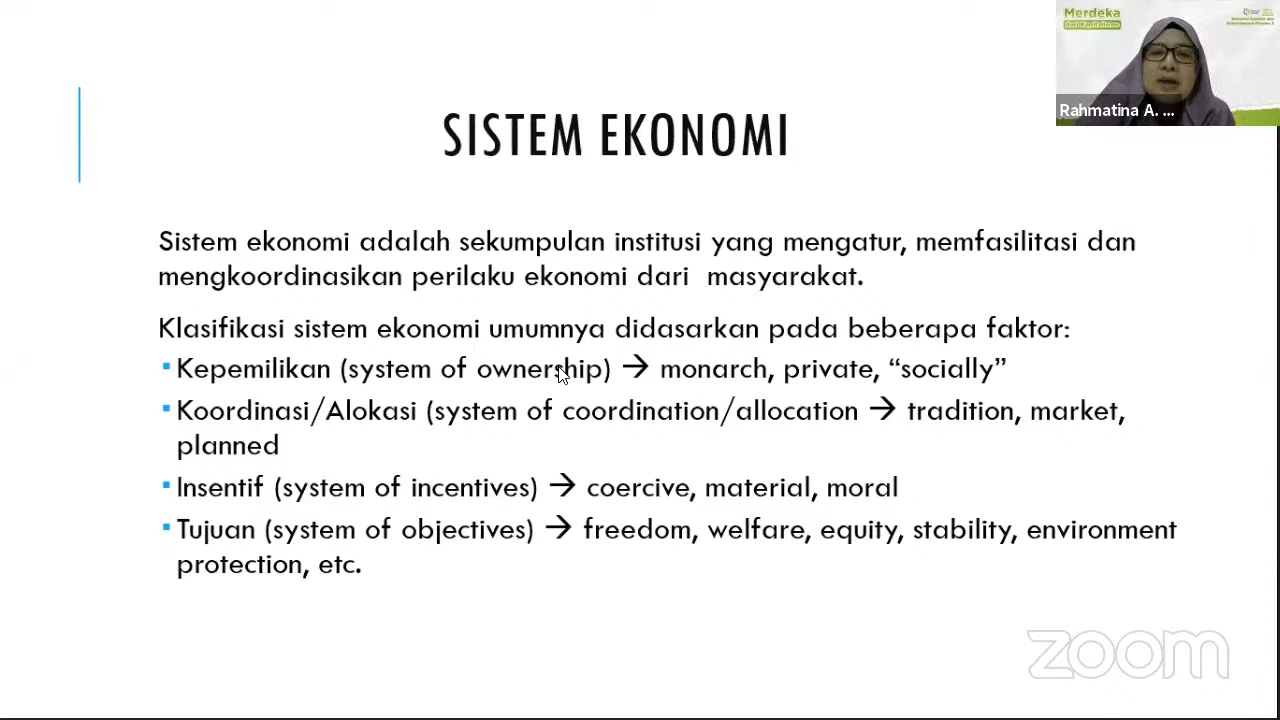 Merdeka
dari Kapitalisme
Rahmatina A. ...
SISTEM EKONOMI
Sistem ekonomi adalah sekumpulan institusi yang mengatur, memfasilitasi dan
mengkoordinasikan perilaku ekonomi dari  masyarakat.
Klasifikasi sistem ekonomi umumnya didasarkan pada beberapa faktor:
▪ Kepemilikan (system of ownership) → monarch, private, “socially”
▪ Koordinasi/Alokasi (system of coordination/allocation → tradition, market,
planned
▪ Insentif (system of incentives) → coercive, material, moral
▪ Tujuan (system of objectives) → freedom, welfare, equity, stability, environment
protection, etc.
zoom